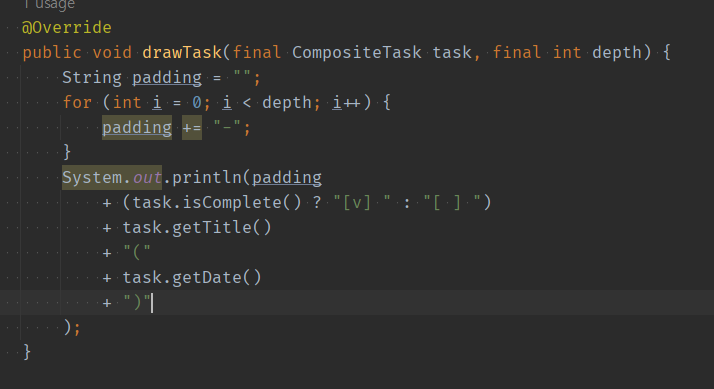 1 usage
@Override
public void drawTask(final CompositeTask task, final int depth) {
String padding = "";
for (int i = 0; i < depth; i++) {
padding += "-";
}
System.out.println(padding
+ (task.isComplete() ? "[v] " : "[ ] ")
+ task.getTitle()
+ "("
+ task.getDate()
+ ")"
);
}